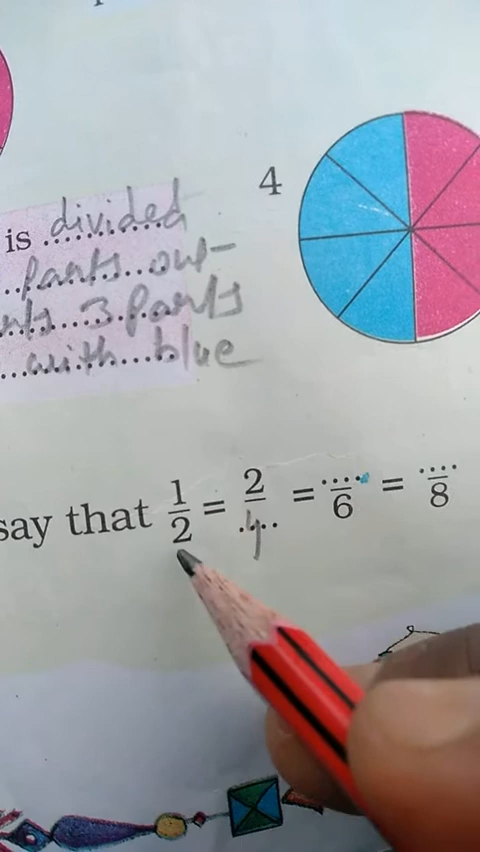 4
is divided
parts out-
3 parts
with blue
say that 1/2 = 2/4 = ..../6 = ..../8